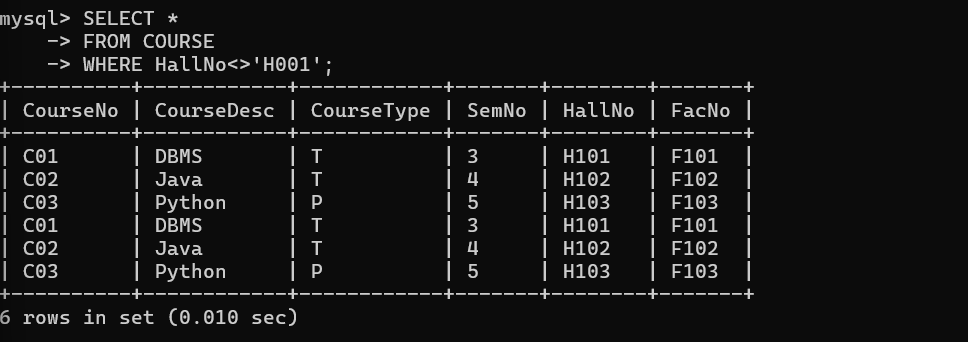 mysql> SELECT *
    -> FROM COURSE
    -> WHERE HallNo<>'H001';
+----------+------------+------------+-------+--------+-------+
| CourseNo | CourseDesc | CourseType | SemNo | HallNo | FacNo |
+----------+------------+------------+-------+--------+-------+
| C01      | DBMS       | T          | 3     | H101   | F101  |
| C02      | Java       | T          | 4     | H102   | F102  |
| C03      | Python     | P          | 5     | H103   | F103  |
| C01      | DBMS       | T          | 3     | H101   | F101  |
| C02      | Java       | T          | 4     | H102   | F102  |
| C03      | Python     | P          | 5     | H103   | F103  |
+----------+------------+------------+-------+--------+-------+
6 rows in set (0.010 sec)